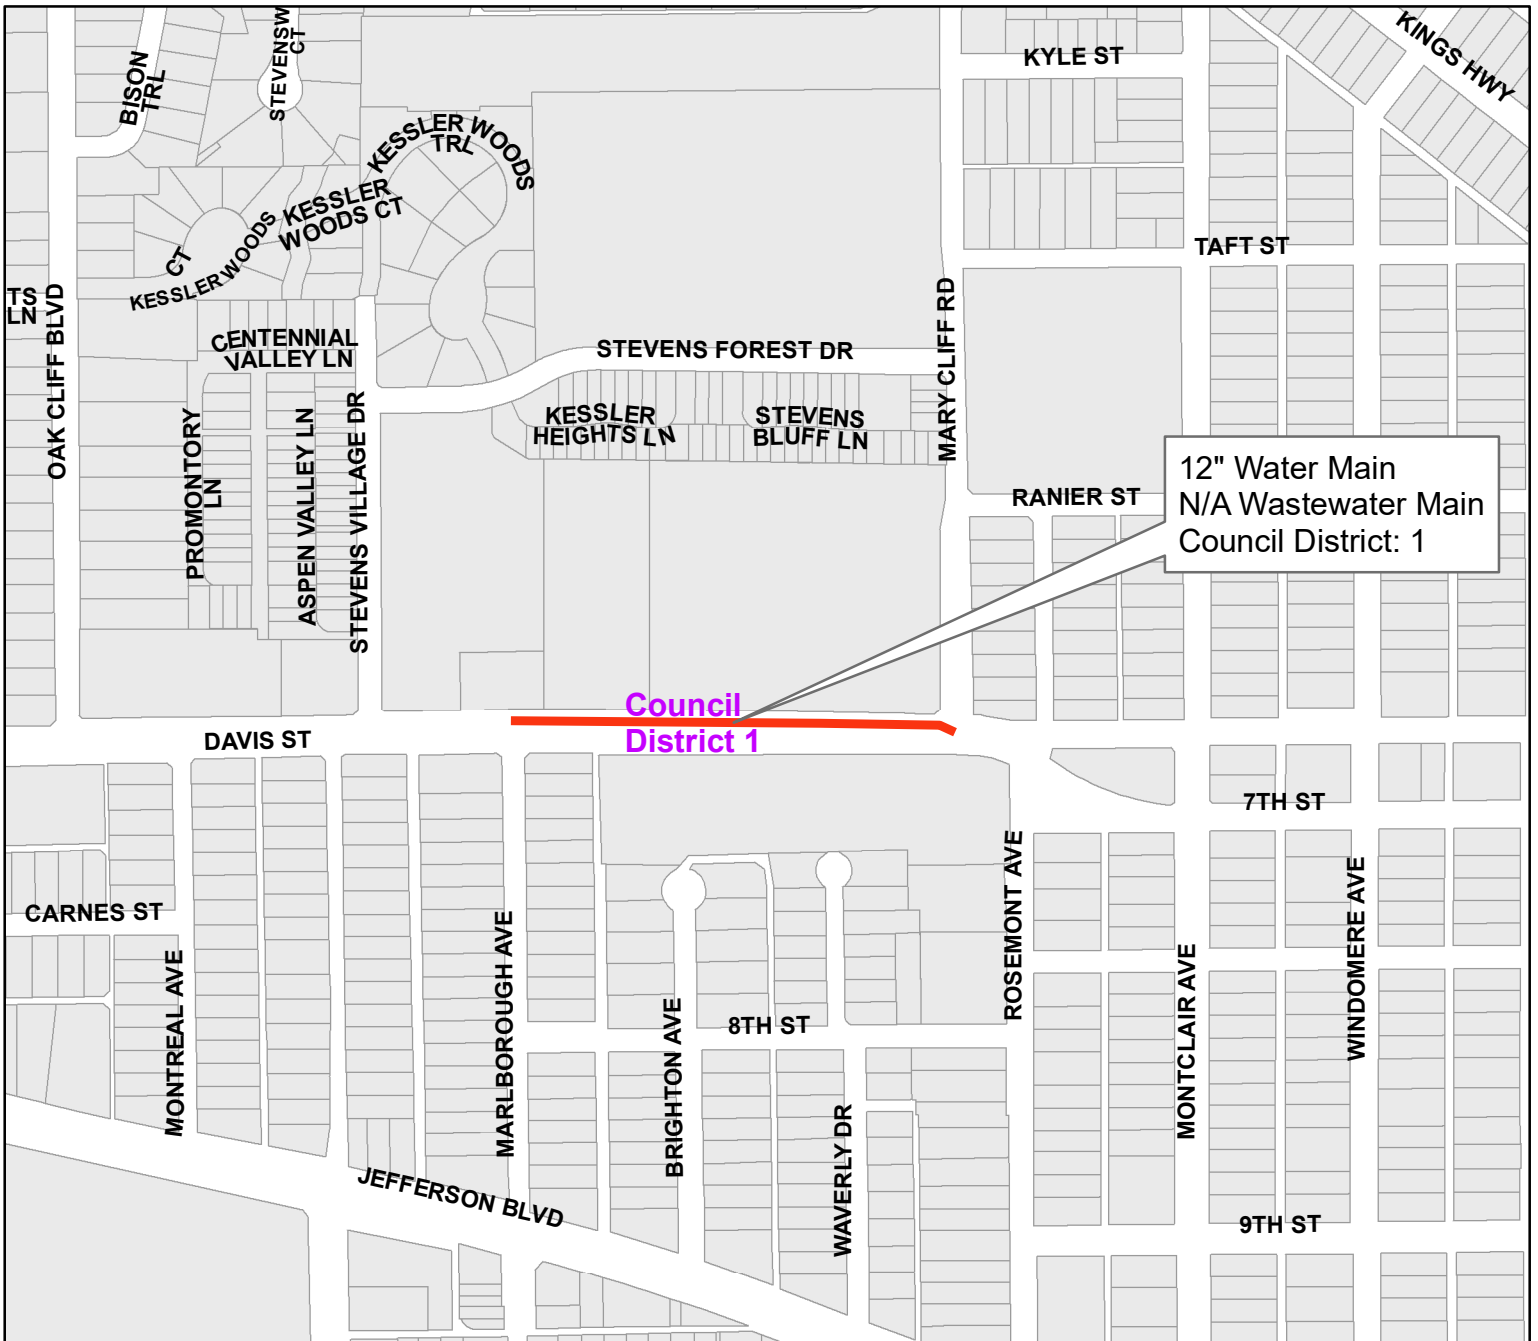 STEVENSW
CT
BISON
TRL
KYLE ST
KINGS HWY
KESSLER WOODS
TRL
KESSLER
WOODS CT
CT
KESSLER WOODS
TAFT ST
TS
LN
OAK CLIFF BLVD
CENTENNIAL
VALLEY LN
STEVENS FOREST DR
MARY CLIFF RD
PROMONTORY
LN
ASPEN VALLEY LN
STEVENS VILLAGE DR
KESSLER
HEIGHTS LN
STEVENS
BLUFF LN
RANIER ST
12" Water Main
N/A Wastewater Main
Council District: 1
Council
District 1
DAVIS ST
7TH ST
CARNES ST
MONTREAL AVE
MARLBOROUGH AVE
BRIGHTON AVE
8TH ST
WAVERLY DR
ROSEMONT AVE
MONTCLAIR AVE
WINDOMERE AVE
JEFFERSON BLVD
9TH ST